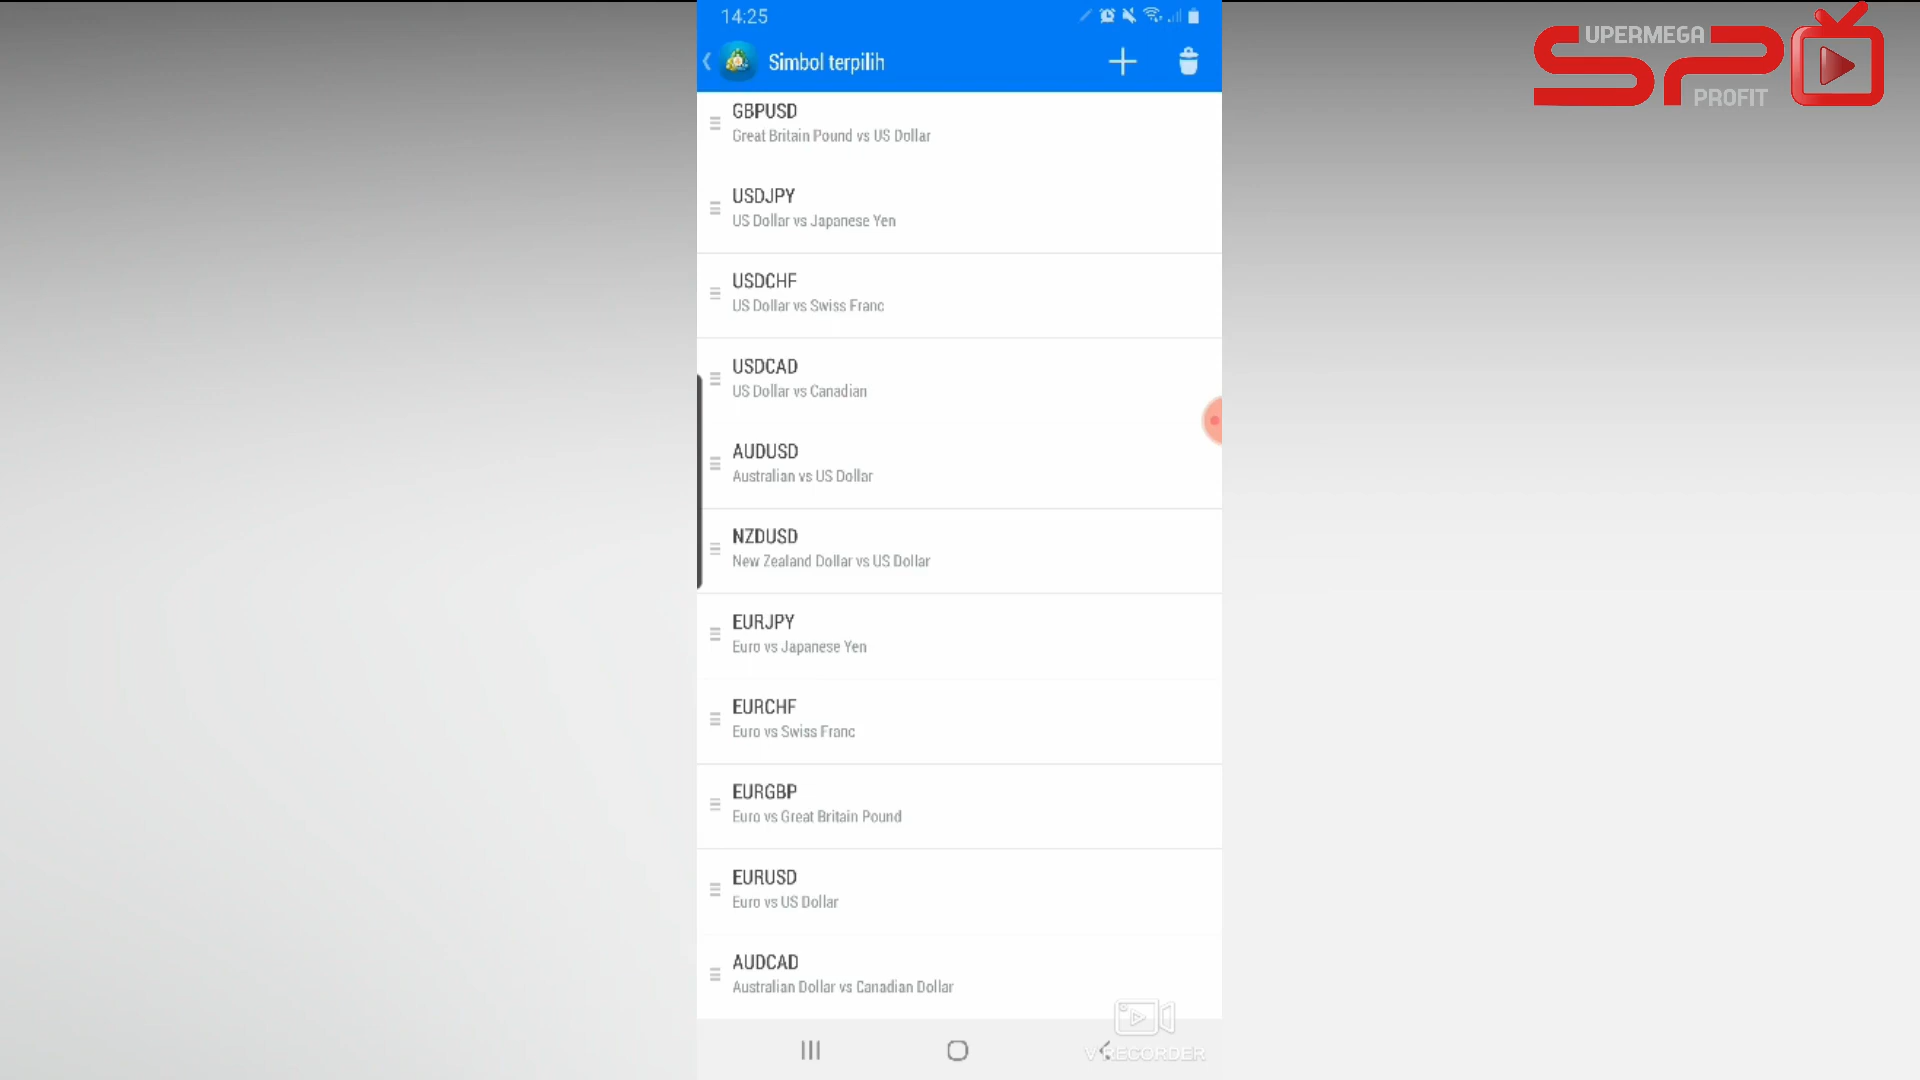 14:25
Simbol terpilih
GBPUSD
Great Britain Pound vs US Dollar
USDJPY
US Dollar vs Japanese Yen
USDCHF
US Dollar vs Swiss Franc
USDCAD
US Dollar vs Canadian
AUDUSD
Australian vs US Dollar
NZDUSD
New Zealand Dollar vs US Dollar
EURJPY
Euro vs Japanese Yen
EURCHF
Euro vs Swiss Franc
EURGBP
Euro vs Great Britain Pound
EURUSD
Euro vs US Dollar
AUDCAD
Australian Dollar vs Canadian Dollar
V RECORDER
SUPERMEGA
PROFIT